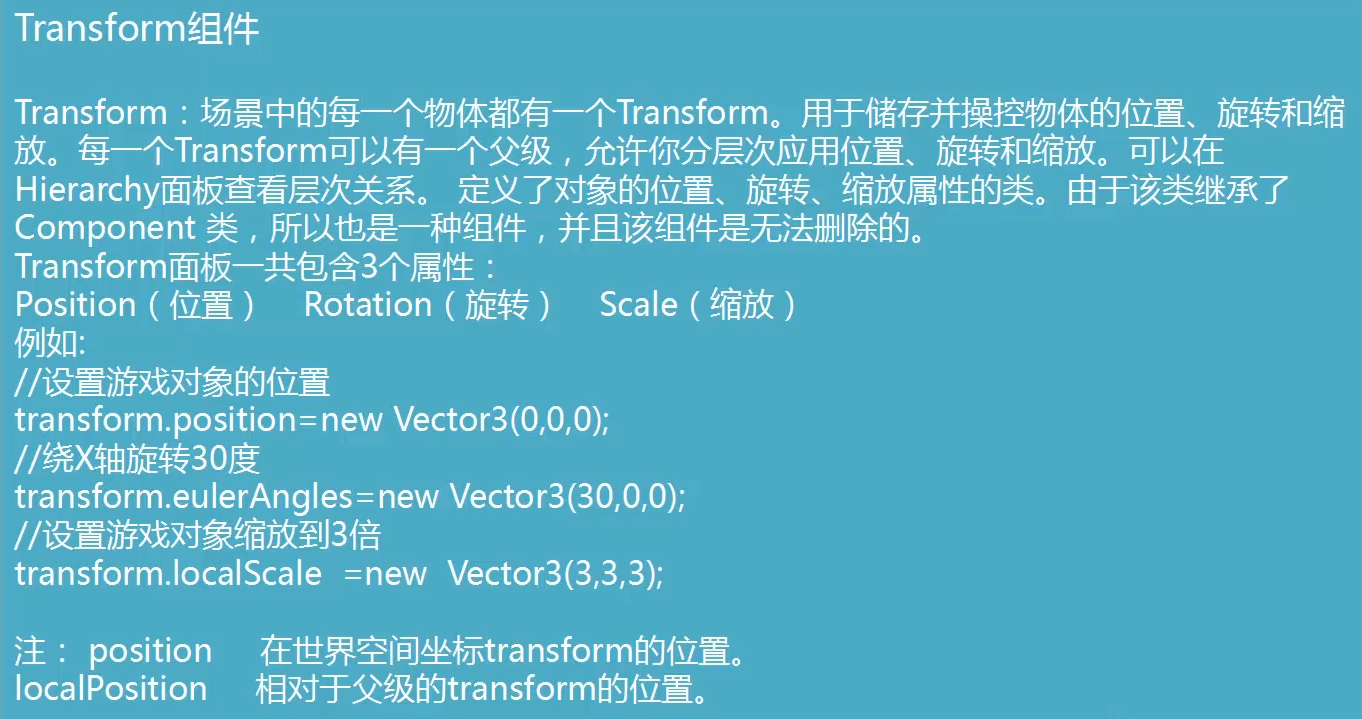 Transform组件
Transform：场景中的每一个物体都有一个Transform。用于储存并操控物体的位置、旋转和缩
放。每一个Transform可以有一个父级，允许你分层次应用位置、旋转和缩放。可以在
Hierarchy面板查看层次关系。 定义了对象的位置、旋转、缩放属性的类。由于该类继承了
Component 类，所以也是一种组件，并且该组件是无法删除的。
Transform面板一共包含3个属性：
Position（位置） Rotation（旋转） Scale（缩放）
例如:
//设置游戏对象的位置
transform.position=new Vector3(0,0,0);
//绕X轴旋转30度
transform.eulerAngles=new Vector3(30,0,0);
//设置游戏对象缩放到3倍
transform.localScale =new Vector3(3,3,3);
注： position 在世界空间坐标transform的位置。
localPosition 相对于父级的transform的位置。